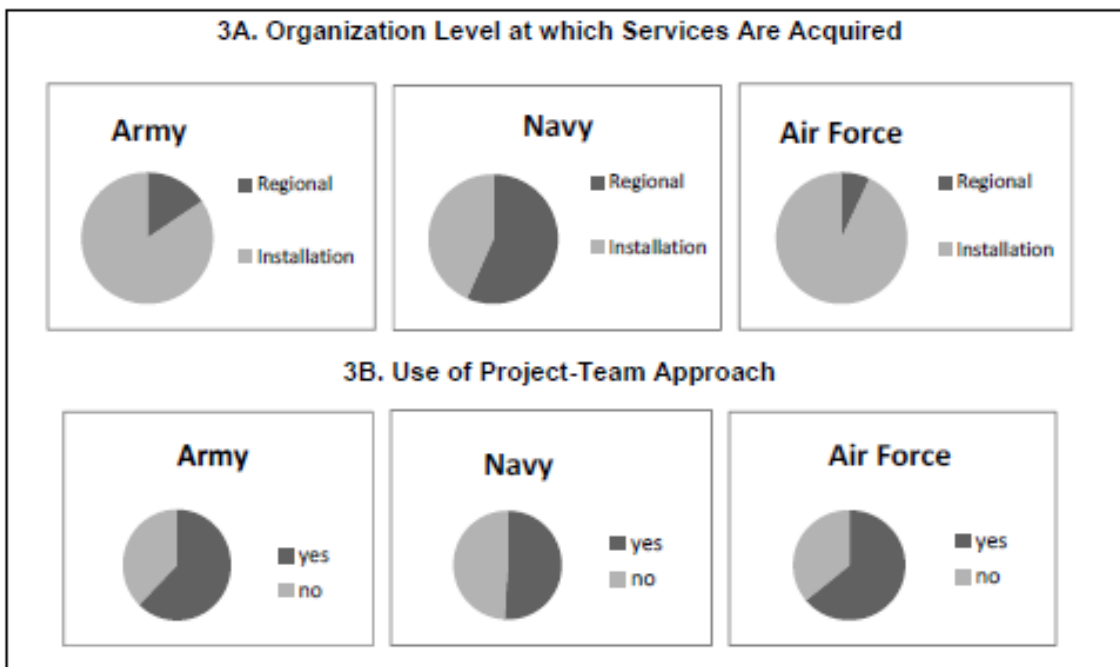 3A. Organization Level at which Services Are Acquired
Army
Regional
Installation
Navy
Regional
Installation
Air Force
Regional
Installation
3B. Use of Project-Team Approach
Army
yes
no
Navy
yes
no
Air Force
yes
no